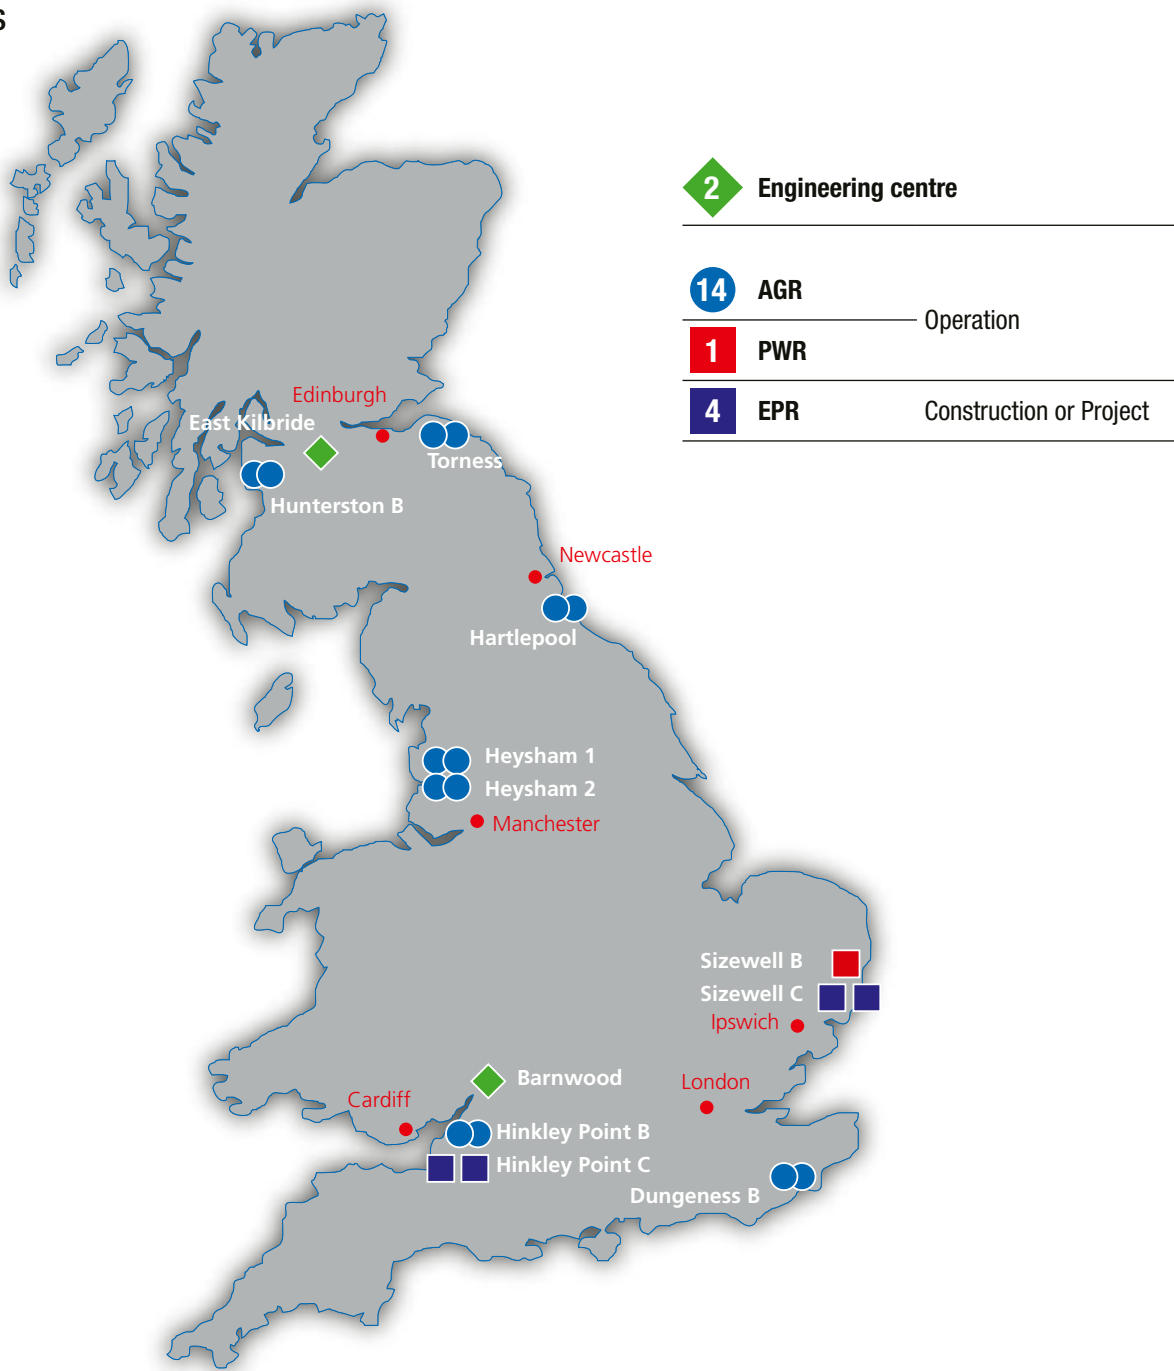 S
2 Engineering centre
14 AGR
Operation
1 PWR
4 EPR Construction or Project
Edinburgh
East Kilbride
Torness
Hunterston B
Newcastle
Hartlepool
Heysham 1
Heysham 2
Manchester
Sizewell B
Sizewell C
Ipswich
Barnwood
London
Cardiff
Hinkley Point B
Hinkley Point C
Dungeness B